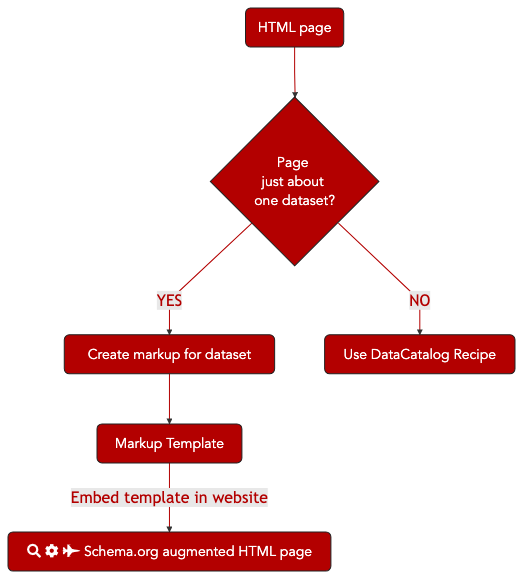 HTML page
Page
just about
one dataset?
YES
NO
Create markup for dataset
Use DataCatalog Recipe
Markup Template
Embed template in website
Schema.org augmented HTML page